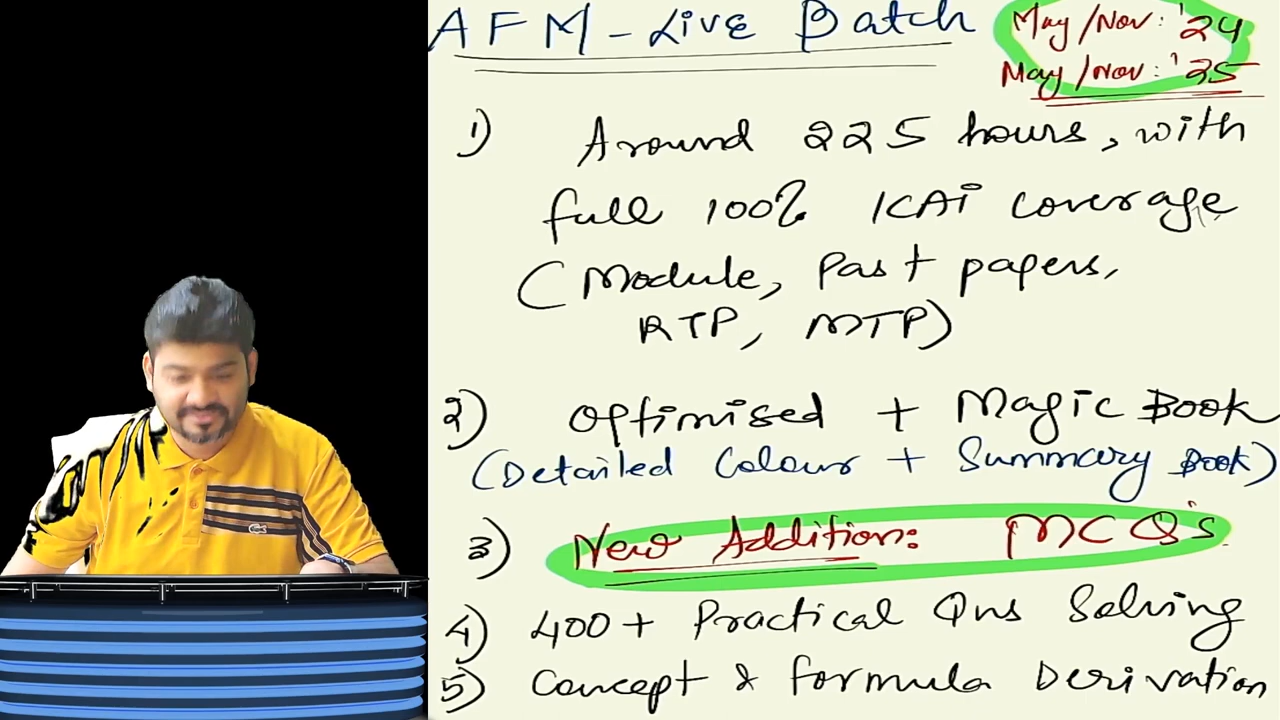 AFM - Live Batch
May/Nov: '24
May/Nov: '25
1) Around 225 hours, with
full 100% ICAI coverage
(Module, Past papers,
RTP, MTP)
2) Optimised + Magic Book
(Detailed Colour + Summary Book)
3) New Addition: MCQ's
4) 400+ Practical Qns Solving
5) Concept & formula Derivation